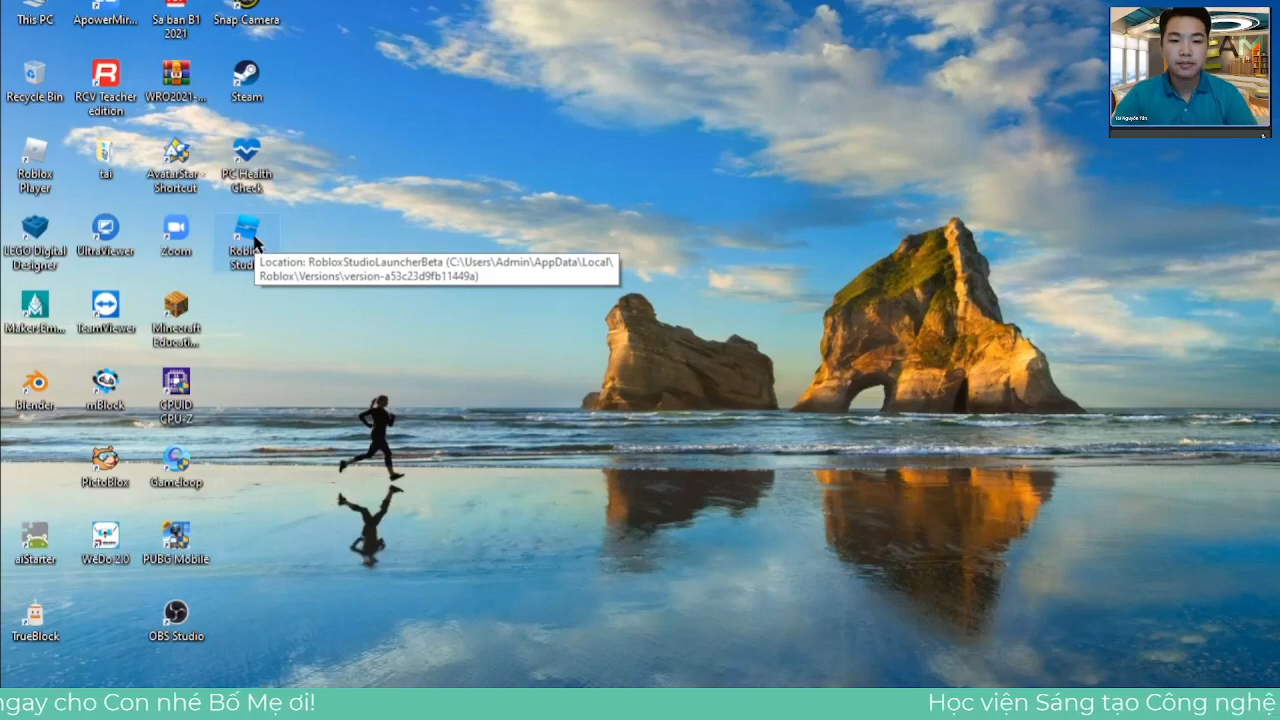 This PC
ApowerMir...
Sa ban B1
2021
Snap Camera
Recycle Bin
RCV Teacher
edition
WRO2021-...
Steam
Roblox
Player
tai
AvatarStar -
Shortcut
PC Health
Check
LEGO Digital
Designer
UltraViewer
Zoom
Location: RobloxStudioLauncherBeta (C:\Users\Admin\AppData\Local\
Roblox\Versions\version-a53c23d9fb11449a)
MakersEm...
TeamViewer
Minecraft
Educati...
Blender
mBlock
CPUID
CPU-Z
PictoBlox
Gameloop
aiStarter
WeDo 2.0
PUBG Mobile
TrueBlock
OBS Studio
ngay cho Con nhé Bố Mẹ ơi!
Học viện Sáng tạo Công nghệ